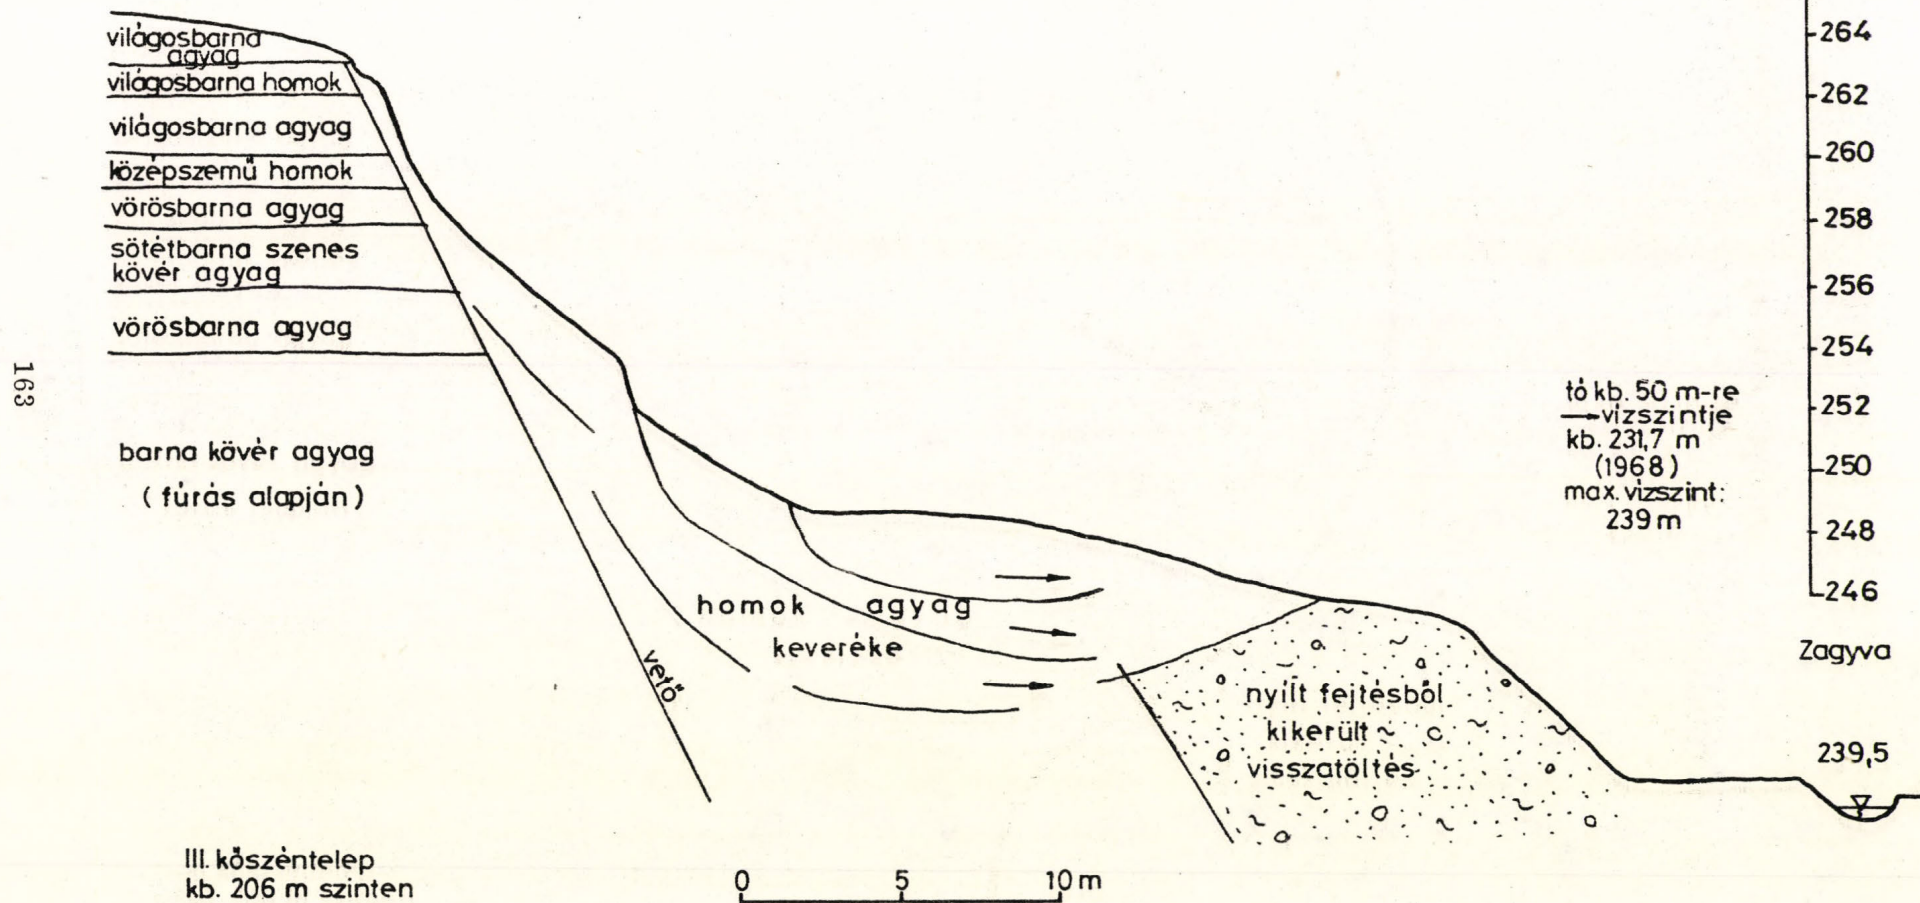 világosbarna
agyag
világosbarna homok
világosbarna agyag
középszemű homok
vörösbarna agyag
sötétbarna szenes
kövér agyag
vörösbarna agyag
barna kövér agyag
(fúrás alapján)
163
vető
homok agyag
keveréke
nyílt fejtésből
kikerült
visszatöltés
tó kb. 50 m-re
vízszintje
kb. 231,7 m
(1968)
max. vízszint:
239 m
264
262
260
258
256
254
252
250
248
246
Zagyva
239,5
III. kőszéntelep
kb. 206 m szinten
0 5 10 m